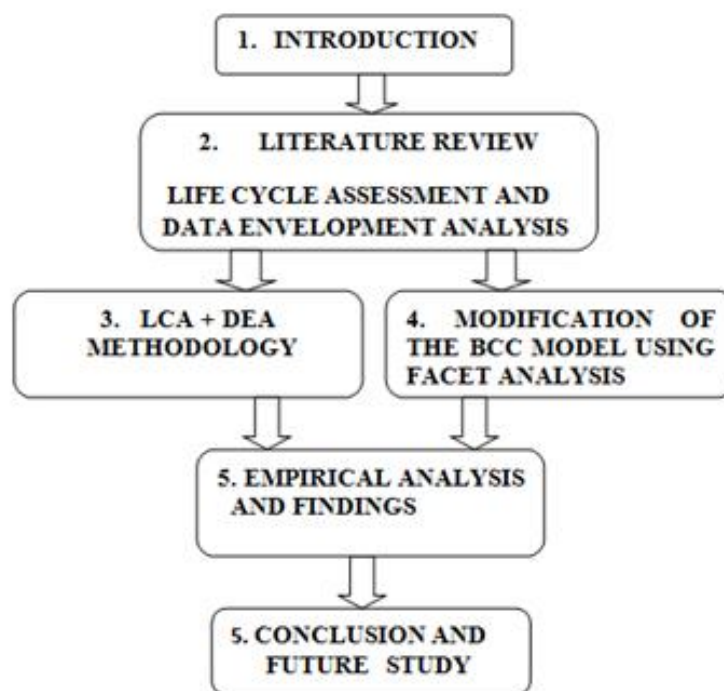 1. INTRODUCTION
2. LITERATURE REVIEW
LIFE CYCLE ASSESSMENT AND
DATA ENVELOPMENT ANALYSIS
3. LCA + DEA
METHODOLOGY
4. MODIFICATION OF
THE BCC MODEL USING
FACET ANALYSIS
5. EMPIRICAL ANALYSIS
AND FINDINGS
5. CONCLUSION AND
FUTURE STUDY